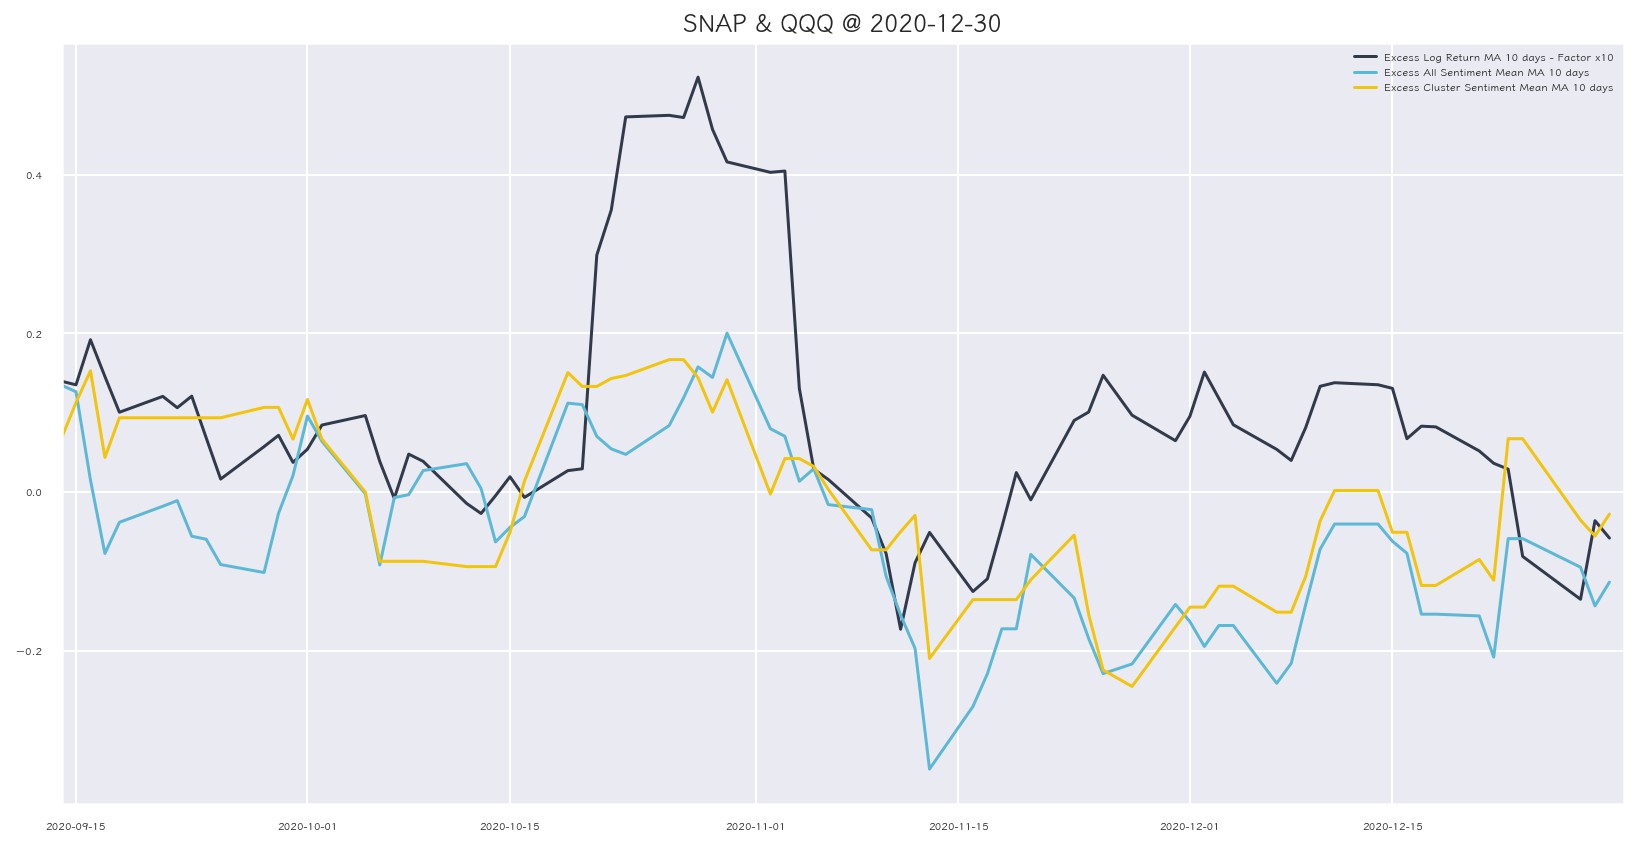 SNAP & QQQ @ 2020-12-30
Excess Log Return MA 10 days - Factor x10
Excess All Sentiment Mean MA 10 days
Excess Cluster Sentiment Mean MA 10 days
0.4
0.2
0.0
−0.2
2020-09-15
2020-10-01
2020-10-15
2020-11-01
2020-11-15
2020-12-01
2020-12-15